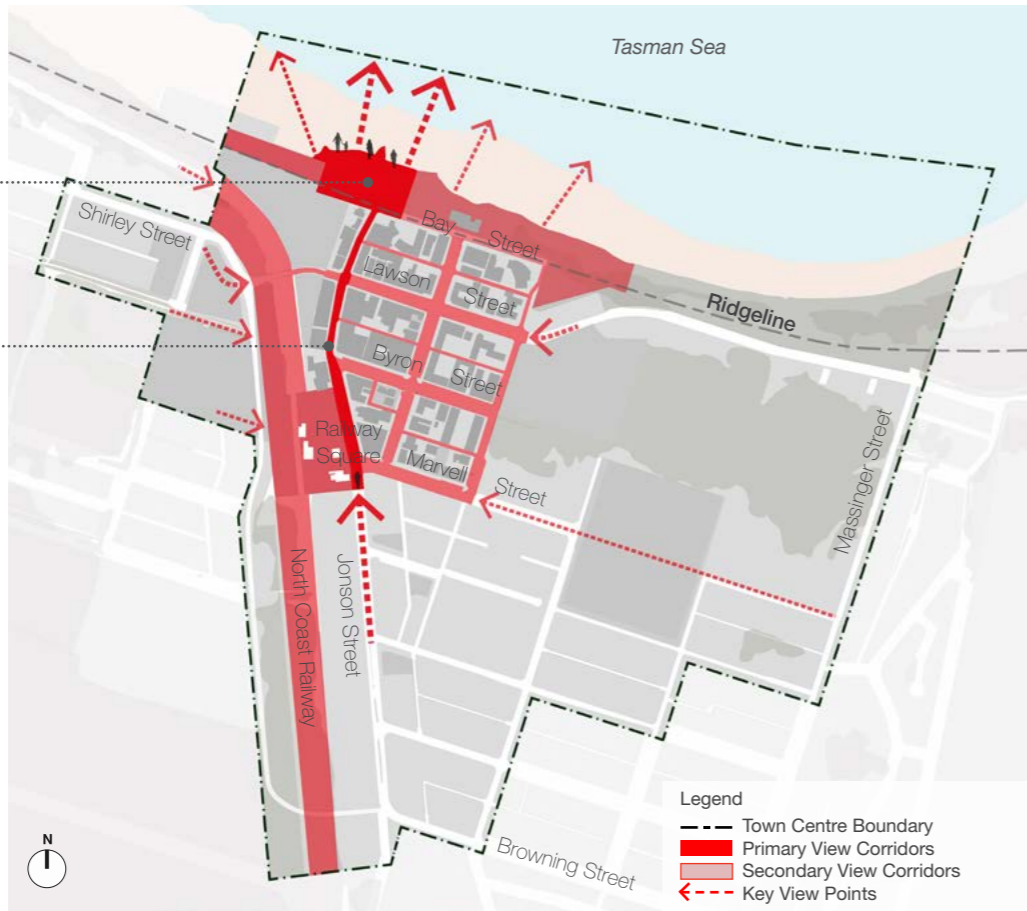 Tasman Sea
Shirley Street
Bay Street
Lawson Street
Ridgeline
Byron Street
Railway
Square
Marvell Street
Massinger Street
North Coast Railway
Jonson Street
Browning Street
N
Legend
Town Centre Boundary
Primary View Corridors
Secondary View Corridors
Key View Points